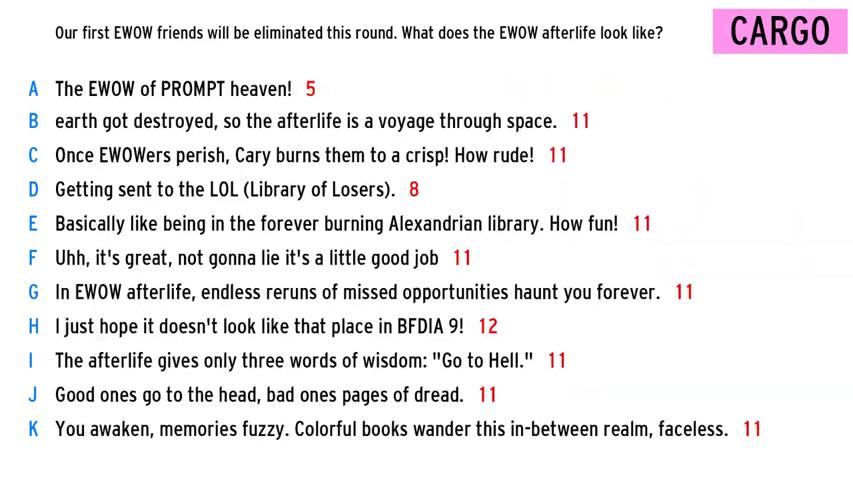 Our first EWOW friends will be eliminated this round. What does the EWOW afterlife look like?
CARGO
A The EWOW of PROMPT heaven! 5
B earth got destroyed, so the afterlife is a voyage through space. 11
C Once EWOWers perish, Cary burns them to a crisp! How rude! 11
D Getting sent to the LOL (Library of Losers). 8
E Basically like being in the forever burning Alexandrian library. How fun! 11
F Uhh, it's great, not gonna lie it's a little good job 11
G In EWOW afterlife, endless reruns of missed opportunities haunt you forever. 11
H I just hope it doesn't look like that place in BFDIA 9! 12
I The afterlife gives only three words of wisdom: "Go to Hell." 11
J Good ones go to the head, bad ones pages of dread. 11
K You awaken, memories fuzzy. Colorful books wander this in-between realm, faceless. 11